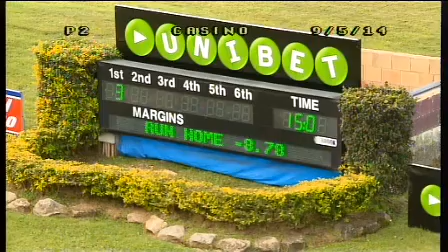 P2 CASINO 9/5/14
UNIBET
1st 2nd 3rd 4th 5th 6th
TIME
3
15:0
MARGINS
RUN HOME -8.70